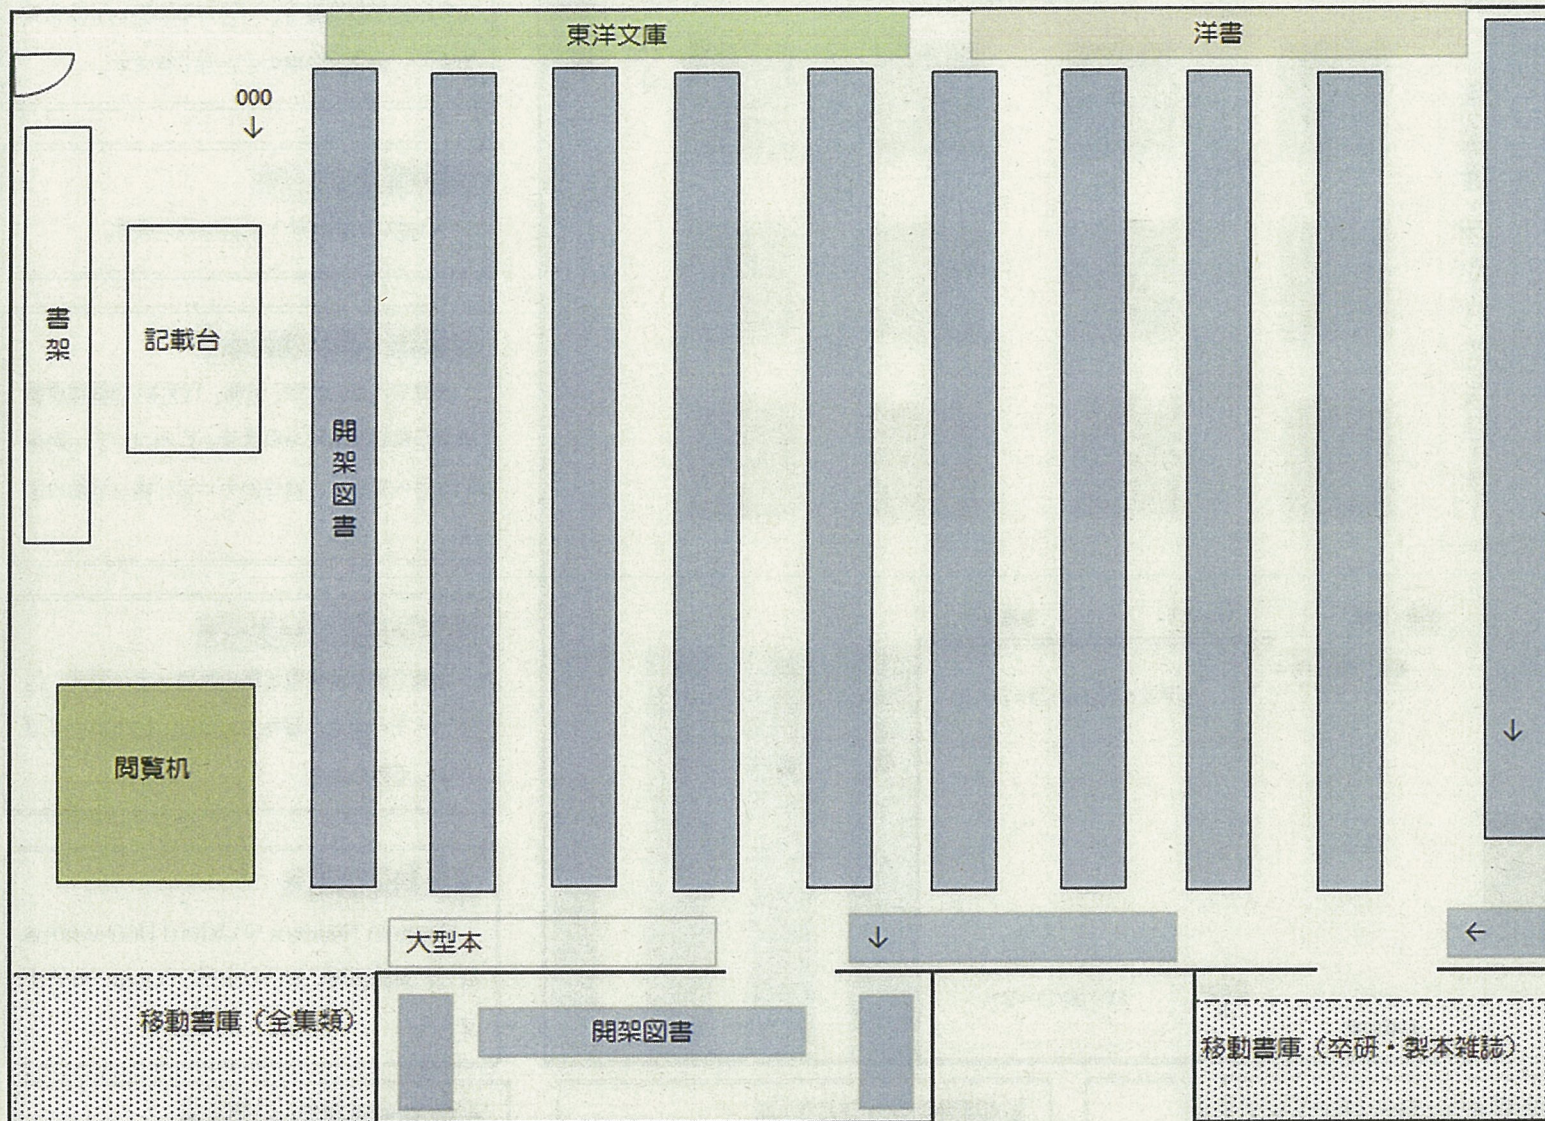 東洋文庫
洋書
000
↓
書架
記載台
開架図書
閲覧机
↓
大型本
↓
←
移動書庫（全集類）
開架図書
移動書庫（卒研・製本雑誌）